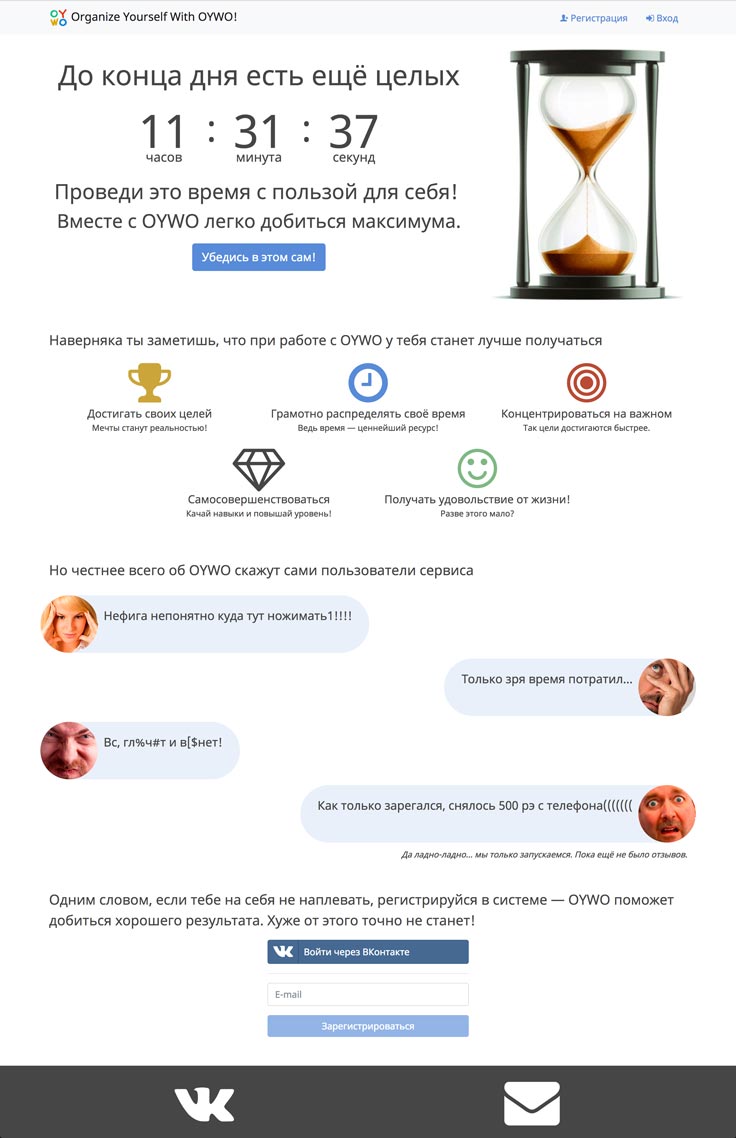 OY
WO
Organize Yourself With OYWO!
Регистрация
Вход
До конца дня есть ещё целых
11 : 31 : 37
часов минута секунд
Проведи это время с пользой для себя!
Вместе с OYWO легко добиться максимума.
Убедись в этом сам!
Наверняка ты заметишь, что при работе с OYWO у тебя станет лучше получаться
Достигать своих целей
Мечты станут реальностью!
Грамотно распределять своё время
Ведь время — ценнейший ресурс!
Концентрироваться на важном
Так цели достигаются быстрее.
Самосовершенствоваться
Качай навыки и повышай уровень!
Получать удовольствие от жизни!
Разве этого мало?
Но честнее всего об OYWO скажут сами пользователи сервиса
Нефига непонятно куда тут ножимать1!!!!
Только зря время потратил...
Вс, гл%ч#т и в[$нет!
Как только зарегался, снялось 500 рэ с телефона(((((((
Да ладно-ладно... мы только запускаемся. Пока ещё не было отзывов.
Одним словом, если тебе на себя не наплевать, регистрируйся в системе — OYWO поможет
добиться хорошего результата. Хуже от этого точно не станет!
Войти через ВКонтакте
E-mail
Зарегистрироваться